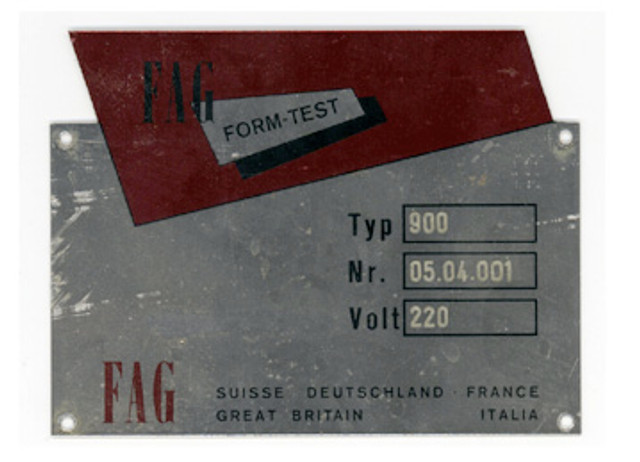 FAG
FORM-TEST
Typ 900
Nr. 05.04.001
Volt 220
FAG
SUISSE DEUTSCHLAND · FRANCE
GREAT BRITAIN ITALIA